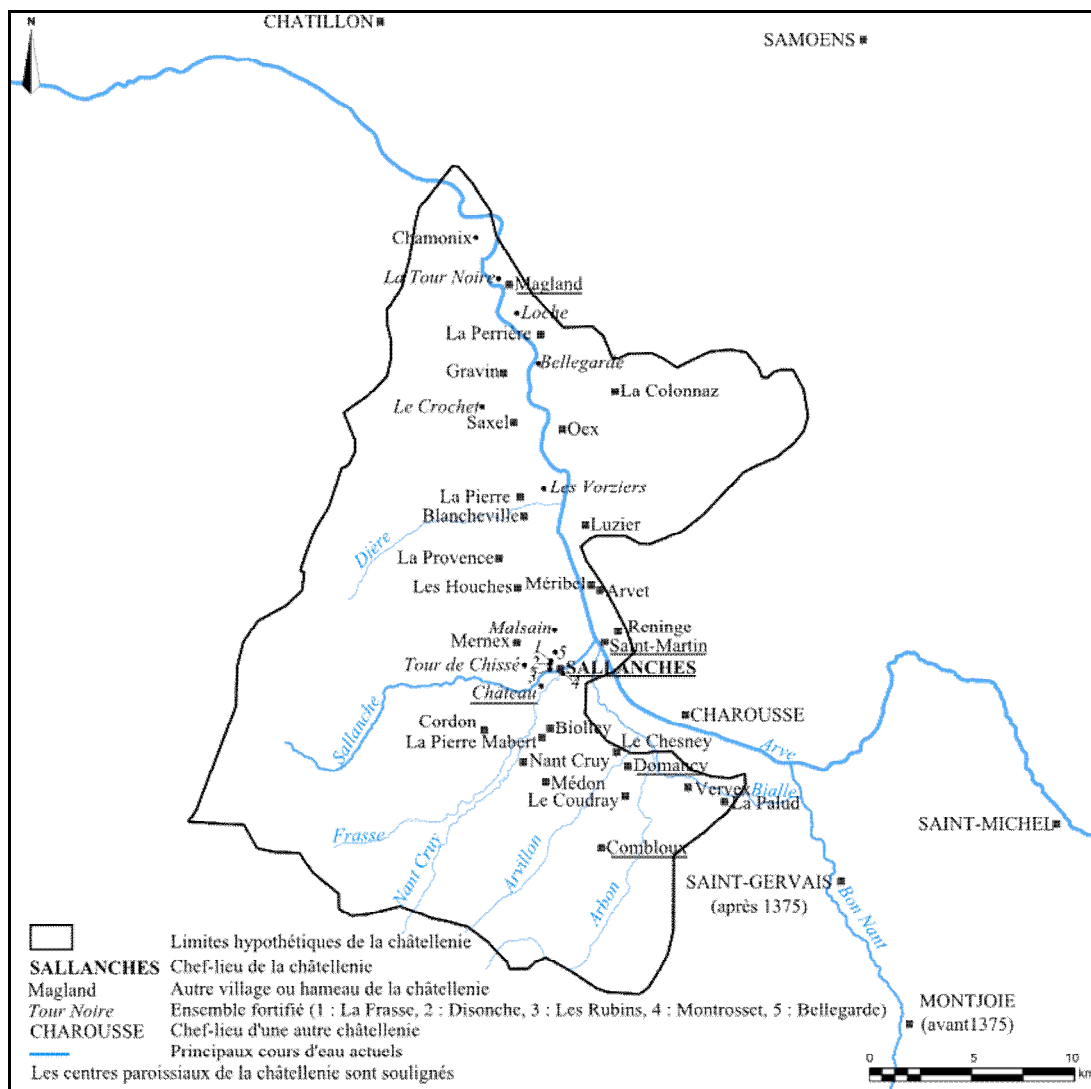 N
CHATILLON
SAMOENS
Chamonix
La Tour Noire
Magland
Loche
La Perrière
Bellegarde
Gravin
La Colonnaz
Le Crochet
Saxel
Oex
Les Vorziers
La Pierre
Blancheville
Luzier
Dière
La Provence
Les Houches
Méribel
Arvet
Malsain
Reninge
Mernex
1
5
Saint-Martin
Tour de Chissé
2
SALLANCHES
3
4
Château
Sallanche
CHAROUSSE
Cordon
Biolley
La Pierre Mabert
Le Chesney
Arve
Nant Cruy
Domancy
Médon
Vervex
Bialle
Le Coudray
La Palud
Frasse
SAINT-MICHEL
Nant Cruy
Arvillon
Combloux
Arbon
SAINT-GERVAIS
(après 1375)
Bon Nant
Limites hypothétiques de la châtellenie
SALLANCHES Chef-lieu de la châtellenie
Magland Autre village ou hameau de la châtellenie
Tour Noire Ensemble fortifié (1 : La Frasse, 2 : Disonche, 3 : Les Rubins, 4 : Montrosset, 5 : Bellegarde)
CHAROUSSE Chef-lieu d'une autre châtellenie
Principaux cours d'eau actuels
Les centres paroissiaux de la châtellenie sont soulignés
MONTJOIE
(avant1375)
0 5 10
km